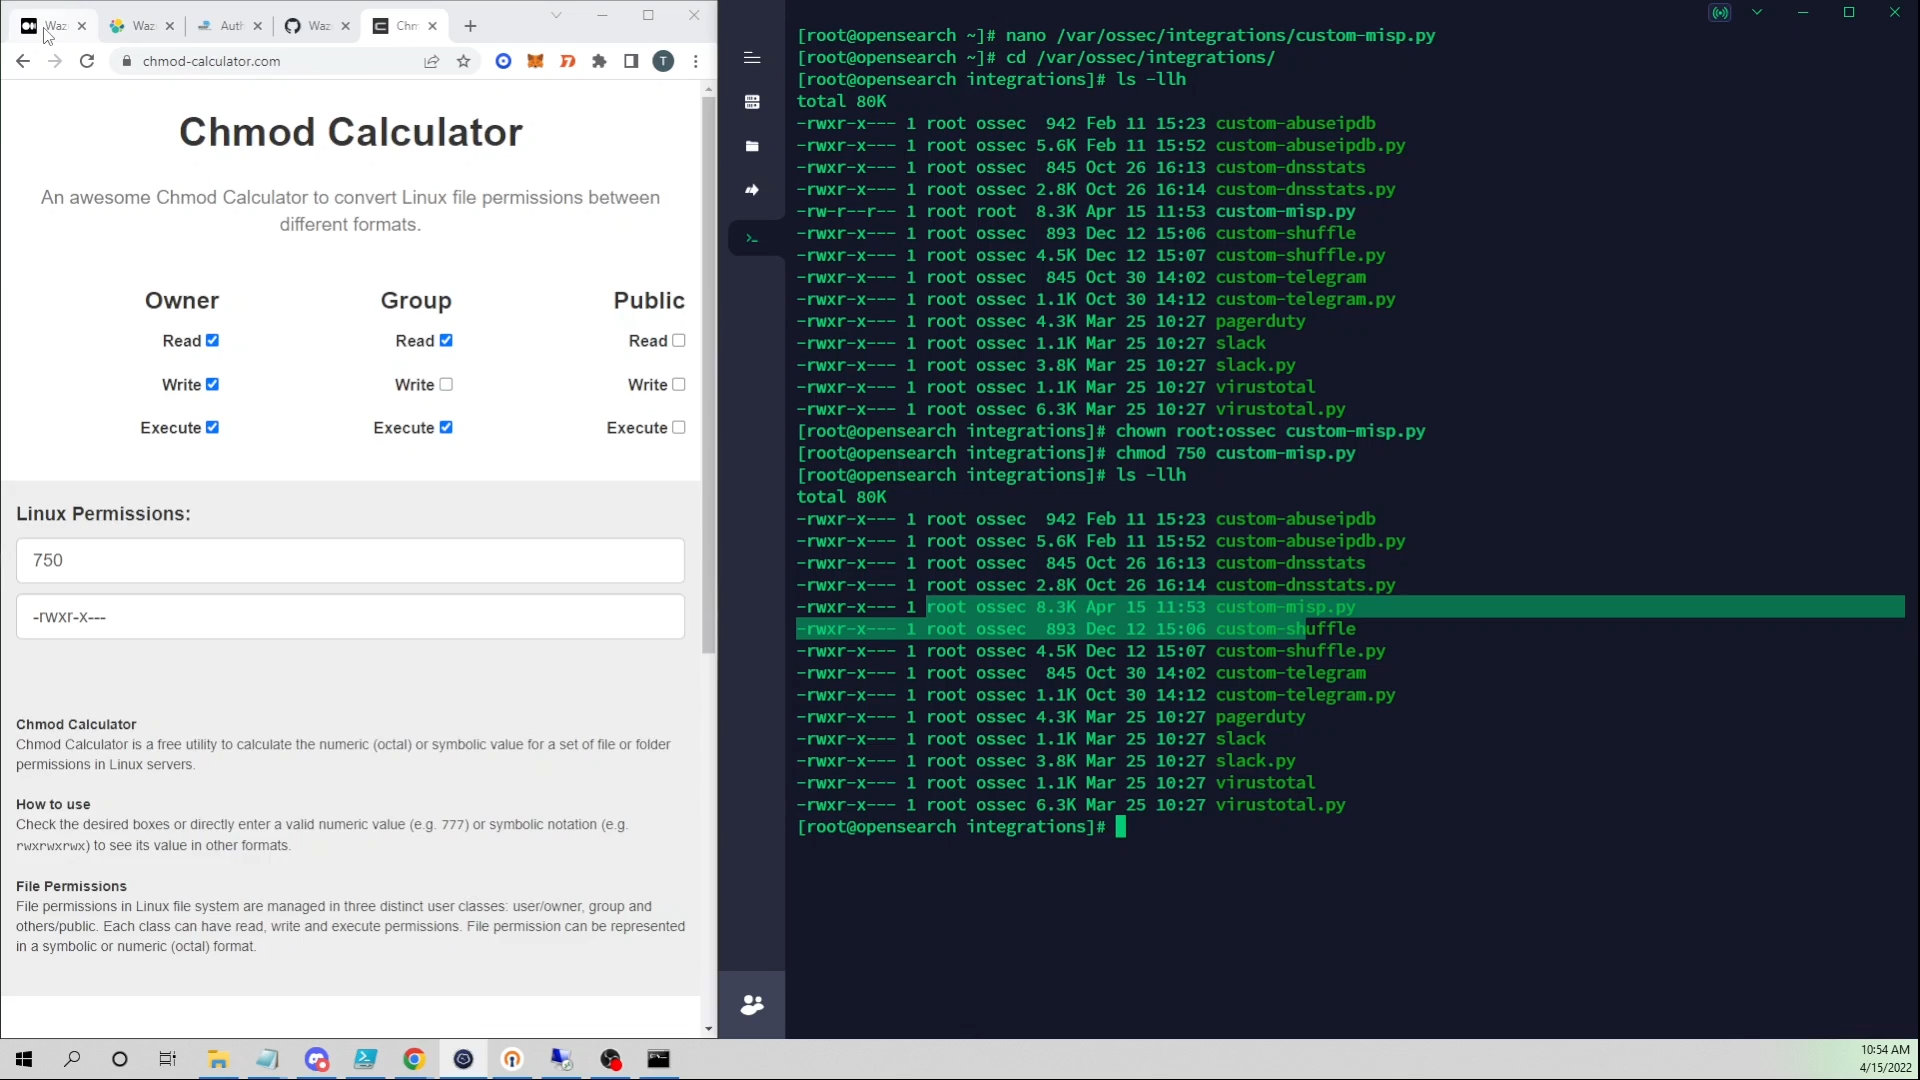 Waz
Waz
Auth
Waz
Chm
chmod-calculator.com
T
Chmod Calculator
An awesome Chmod Calculator to convert Linux file permissions between
different formats.
Owner Group Public
Read Read Read
Write Write Write
Execute Execute Execute
Linux Permissions:
750
-rwxr-x---
Chmod Calculator
Chmod Calculator is a free utility to calculate the numeric (octal) or symbolic value for a set of file or folder
permissions in Linux servers.
How to use
Check the desired boxes or directly enter a valid numeric value (e.g. 777) or symbolic notation (e.g.
rwxrwxrwx) to see its value in other formats.
File Permissions
File permissions in Linux file system are managed in three distinct user classes: user/owner, group and
others/public. Each class can have read, write and execute permissions. File permission can be represented
in a symbolic or numeric (octal) format.
[root@opensearch ~]# nano /var/ossec/integrations/custom-misp.py
[root@opensearch ~]# cd /var/ossec/integrations/
[root@opensearch integrations]# ls -llh
total 80K
-rwxr-x--- 1 root ossec  942 Feb 11 15:23 custom-abuseipdb
-rwxr-x--- 1 root ossec 5.6K Feb 11 15:52 custom-abuseipdb.py
-rwxr-x--- 1 root ossec  845 Oct 26 16:13 custom-dnsstats
-rwxr-x--- 1 root ossec 2.8K Oct 26 16:14 custom-dnsstats.py
-rw-r--r-- 1 root root  8.3K Apr 15 11:53 custom-misp.py
-rwxr-x--- 1 root ossec  893 Dec 12 15:06 custom-shuffle
-rwxr-x--- 1 root ossec 4.5K Dec 12 15:07 custom-shuffle.py
-rwxr-x--- 1 root ossec  845 Oct 30 14:02 custom-telegram
-rwxr-x--- 1 root ossec 1.1K Oct 30 14:12 custom-telegram.py
-rwxr-x--- 1 root ossec 4.3K Mar 25 10:27 pagerduty
-rwxr-x--- 1 root ossec 1.1K Mar 25 10:27 slack
-rwxr-x--- 1 root ossec 3.8K Mar 25 10:27 slack.py
-rwxr-x--- 1 root ossec 1.1K Mar 25 10:27 virustotal
-rwxr-x--- 1 root ossec 6.3K Mar 25 10:27 virustotal.py
[root@opensearch integrations]# chown root:ossec custom-misp.py
[root@opensearch integrations]# chmod 750 custom-misp.py
[root@opensearch integrations]# ls -llh
total 80K
-rwxr-x--- 1 root ossec  942 Feb 11 15:23 custom-abuseipdb
-rwxr-x--- 1 root ossec 5.6K Feb 11 15:52 custom-abuseipdb.py
-rwxr-x--- 1 root ossec  845 Oct 26 16:13 custom-dnsstats
-rwxr-x--- 1 root ossec 2.8K Oct 26 16:14 custom-dnsstats.py
-rwxr-x--- 1 root ossec 8.3K Apr 15 11:53 custom-misp.py
-rwxr-x--- 1 root ossec  893 Dec 12 15:06 custom-shuffle
-rwxr-x--- 1 root ossec 4.5K Dec 12 15:07 custom-shuffle.py
-rwxr-x--- 1 root ossec  845 Oct 30 14:02 custom-telegram
-rwxr-x--- 1 root ossec 1.1K Oct 30 14:12 custom-telegram.py
-rwxr-x--- 1 root ossec 4.3K Mar 25 10:27 pagerduty
-rwxr-x--- 1 root ossec 1.1K Mar 25 10:27 slack
-rwxr-x--- 1 root ossec 3.8K Mar 25 10:27 slack.py
-rwxr-x--- 1 root ossec 1.1K Mar 25 10:27 virustotal
-rwxr-x--- 1 root ossec 6.3K Mar 25 10:27 virustotal.py
[root@opensearch integrations]#
10:54 AM
4/15/2022